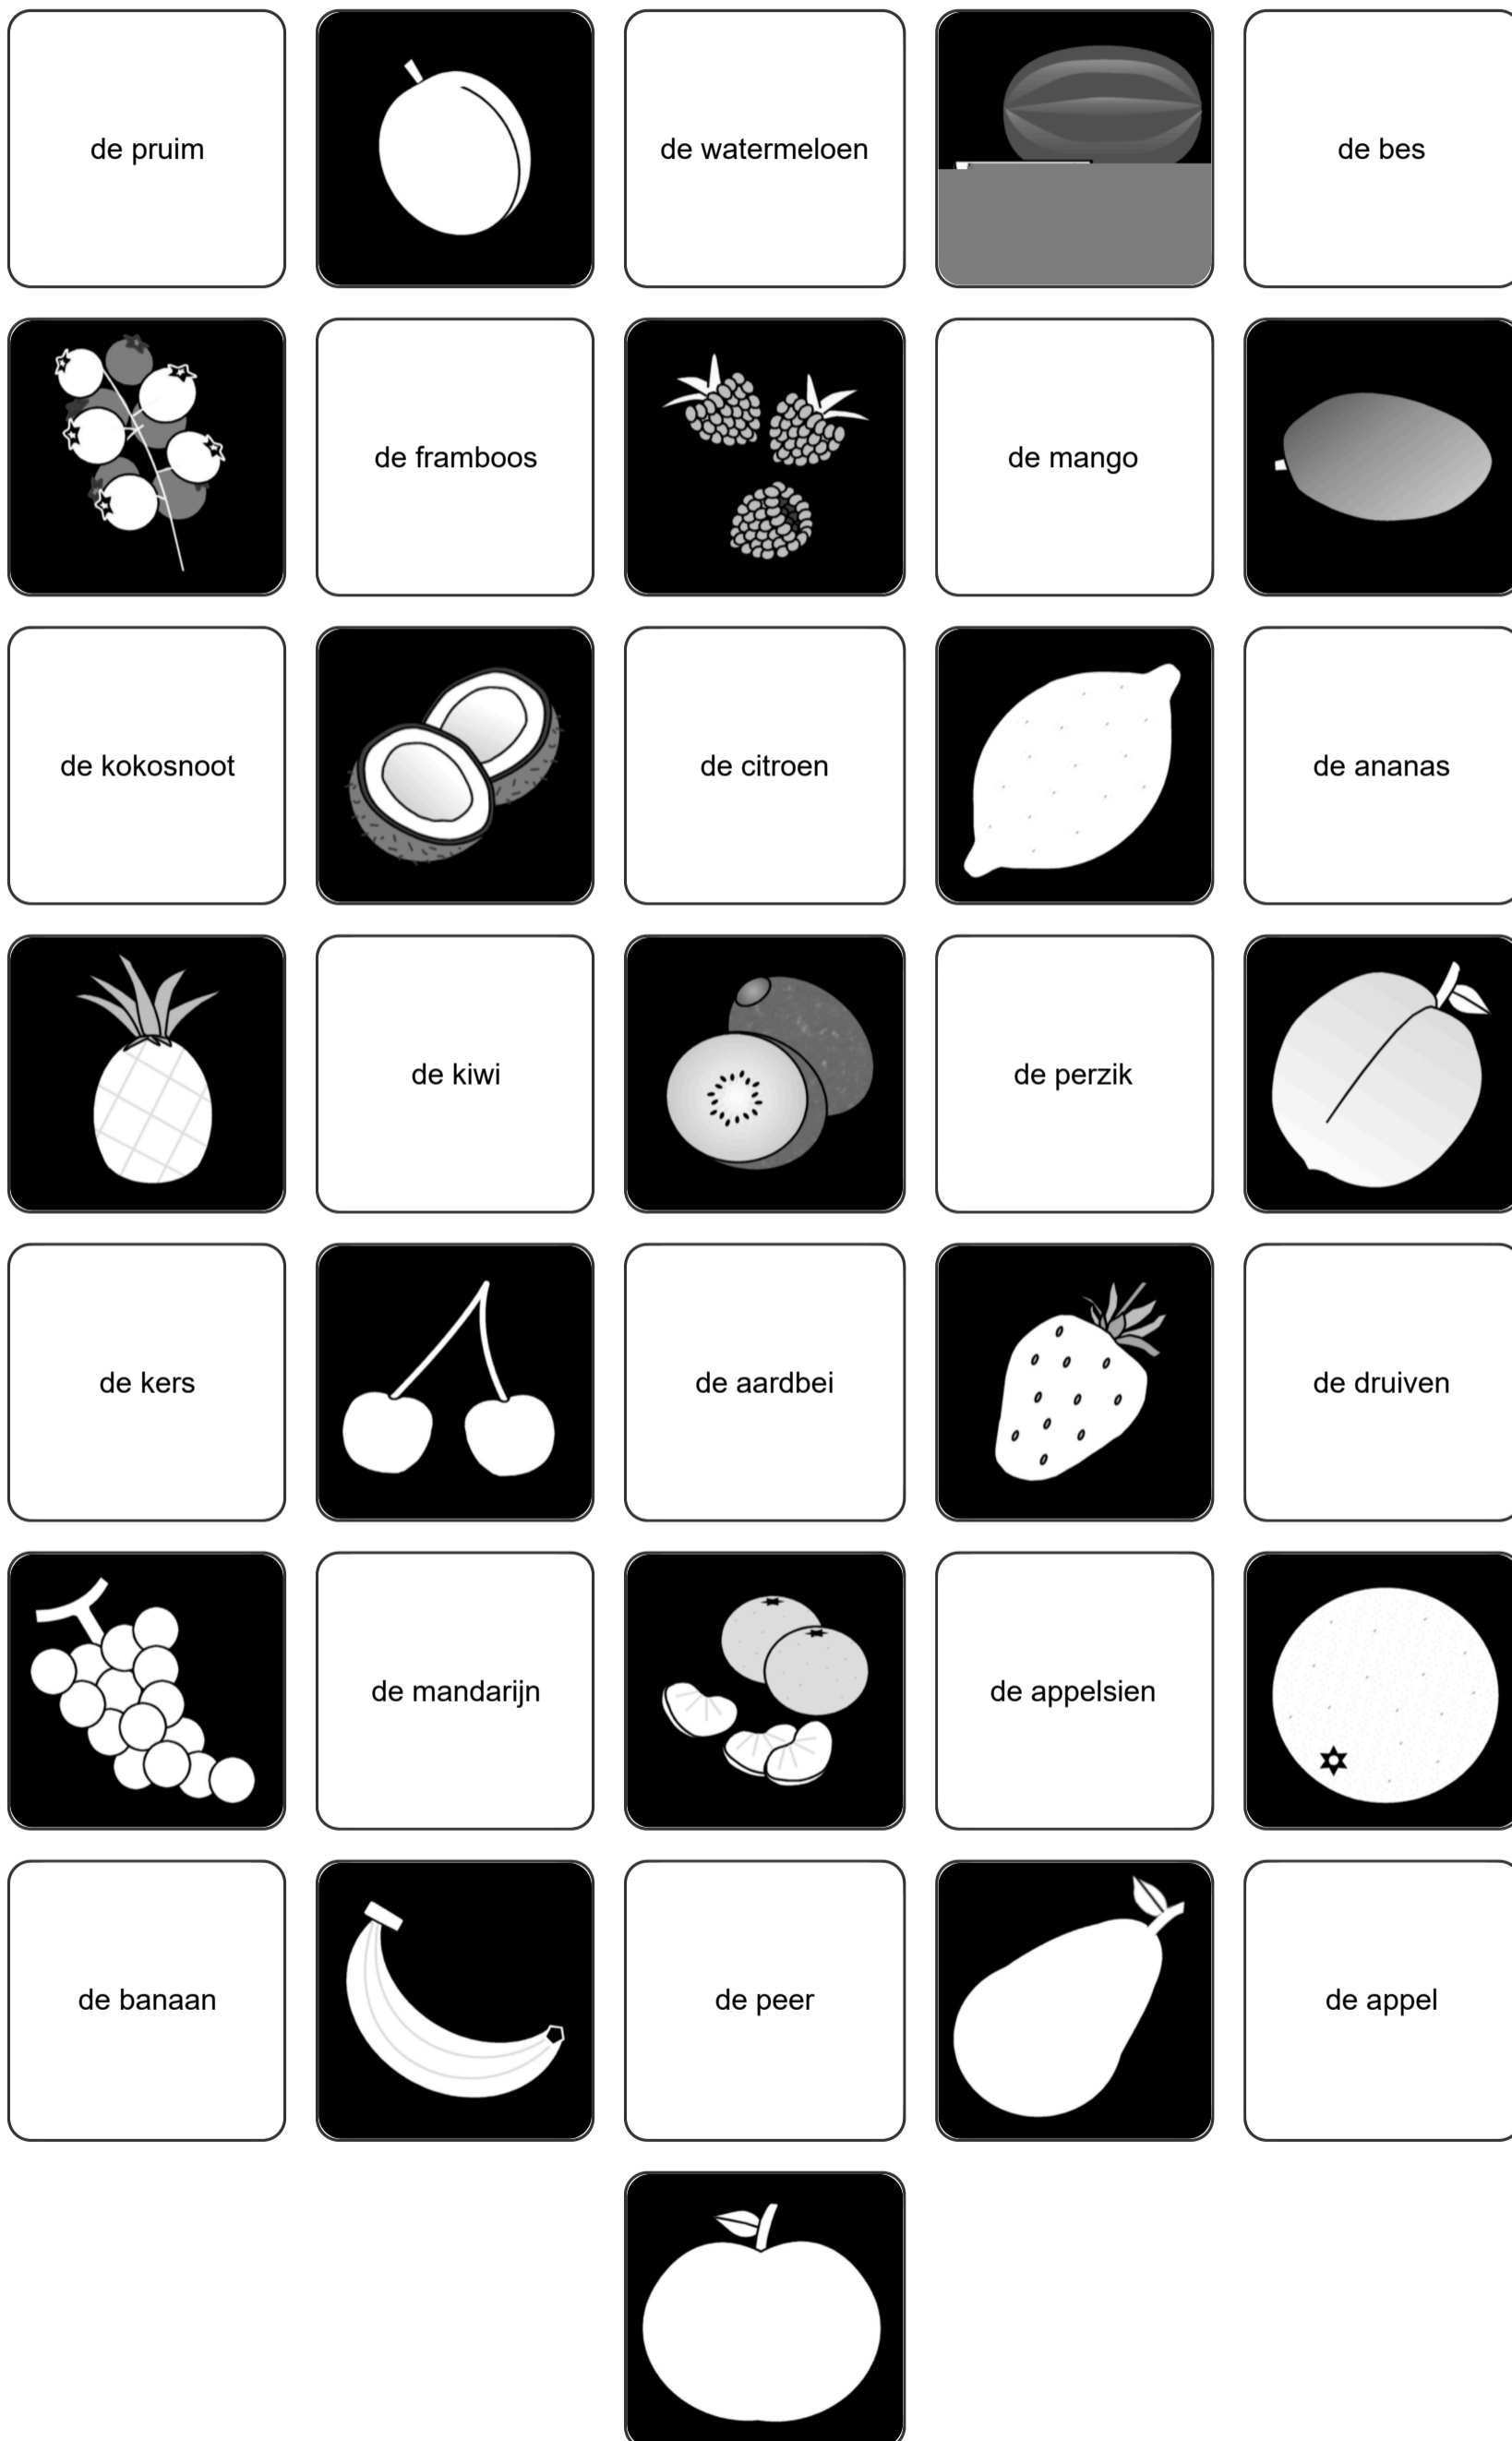 de pruim
de watermeloen
de bes
de framboos
de mango
de kokosnoot
de citroen
de ananas
de kiwi
de perzik
de kers
de aardbei
de druiven
de mandarijn
de appelsien
de banaan
de peer
de appel